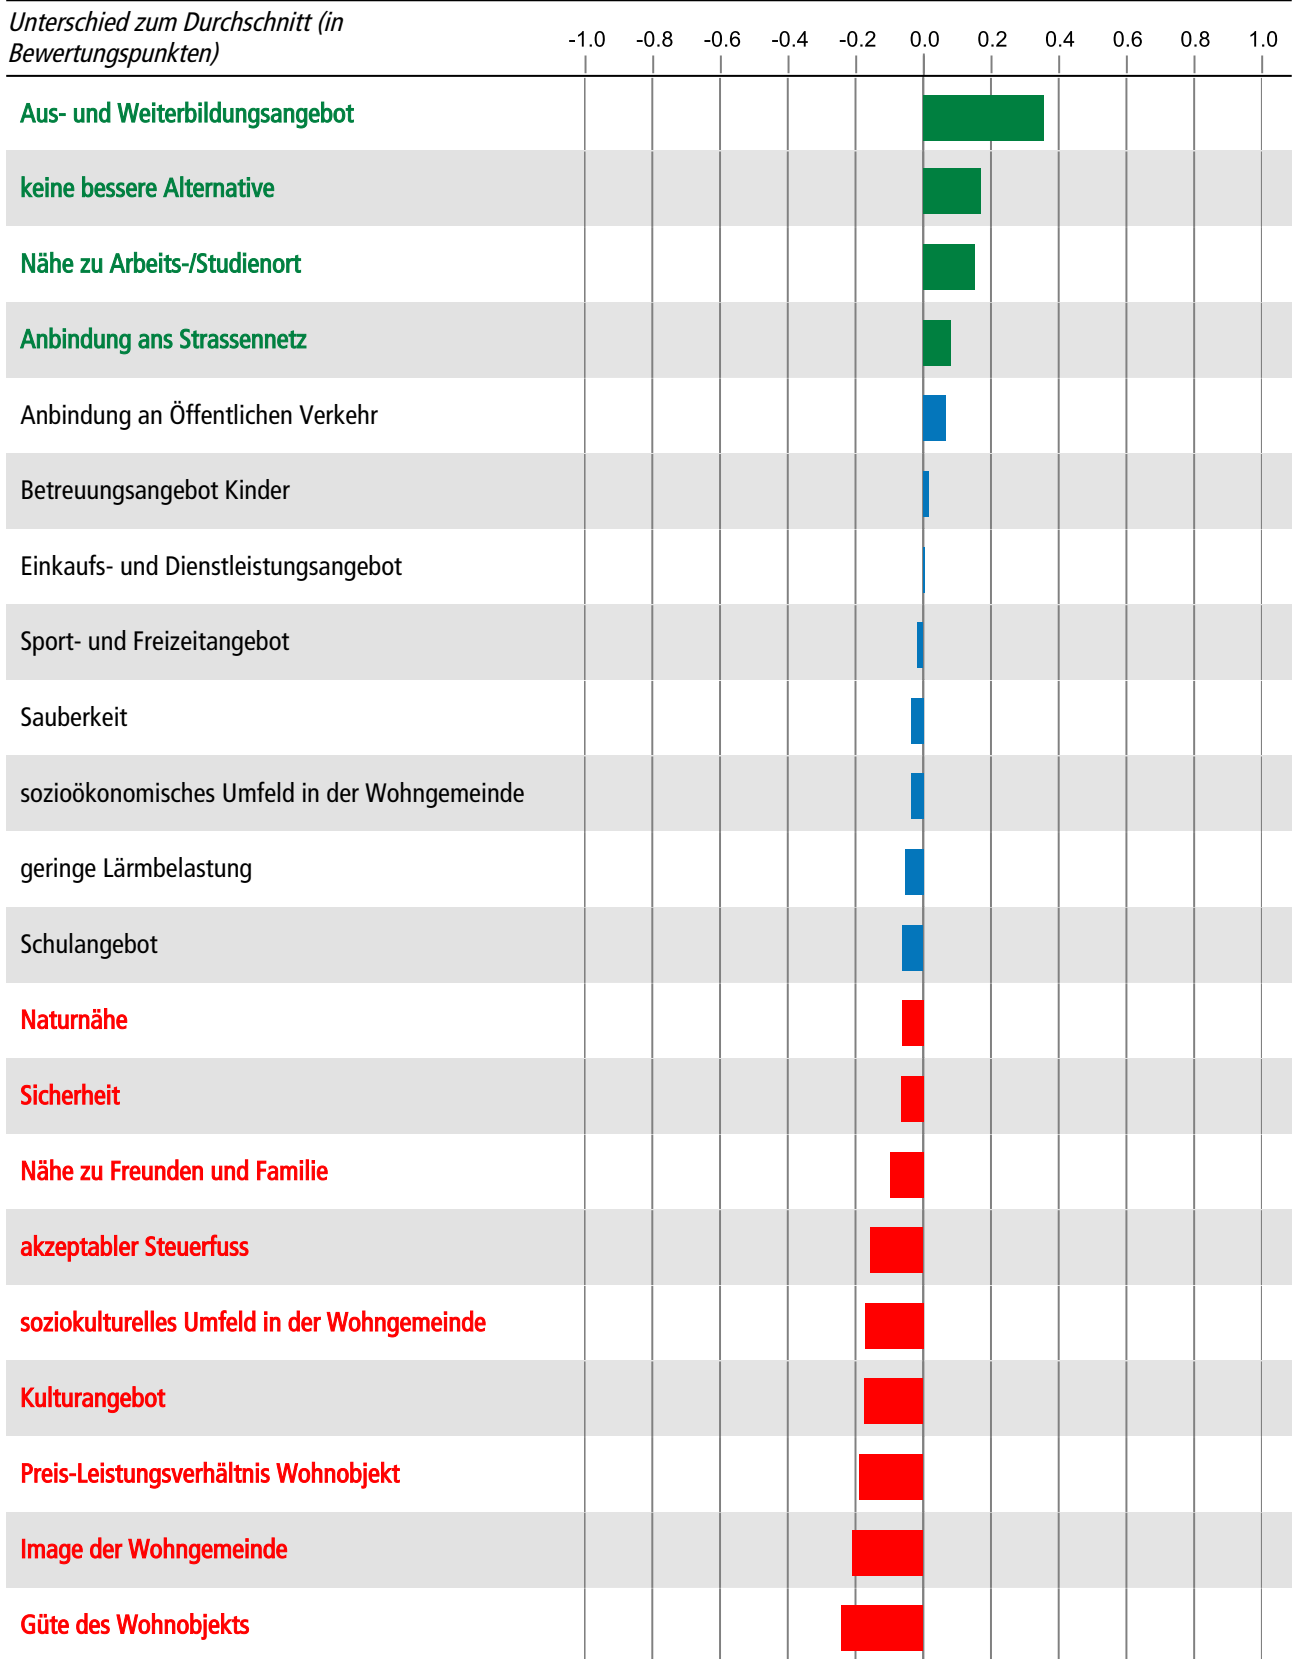 Unterschied zum Durchschnitt (in
Bewertungspunkten)
-1.0 -0.8 -0.6 -0.4 -0.2 0.0 0.2 0.4 0.6 0.8 1.0
Aus- und Weiterbildungsangebot
keine bessere Alternative
Nähe zu Arbeits-/Studienort
Anbindung ans Strassennetz
Anbindung an Öffentlichen Verkehr
Betreuungsangebot Kinder
Einkaufs- und Dienstleistungsangebot
Sport- und Freizeitangebot
Sauberkeit
sozioökonomisches Umfeld in der Wohngemeinde
geringe Lärmbelastung
Schulangebot
Naturnähe
Sicherheit
Nähe zu Freunden und Familie
akzeptabler Steuerfuss
soziokulturelles Umfeld in der Wohngemeinde
Kulturangebot
Preis-Leistungsverhältnis Wohnobjekt
Image der Wohngemeinde
Güte des Wohnobjekts